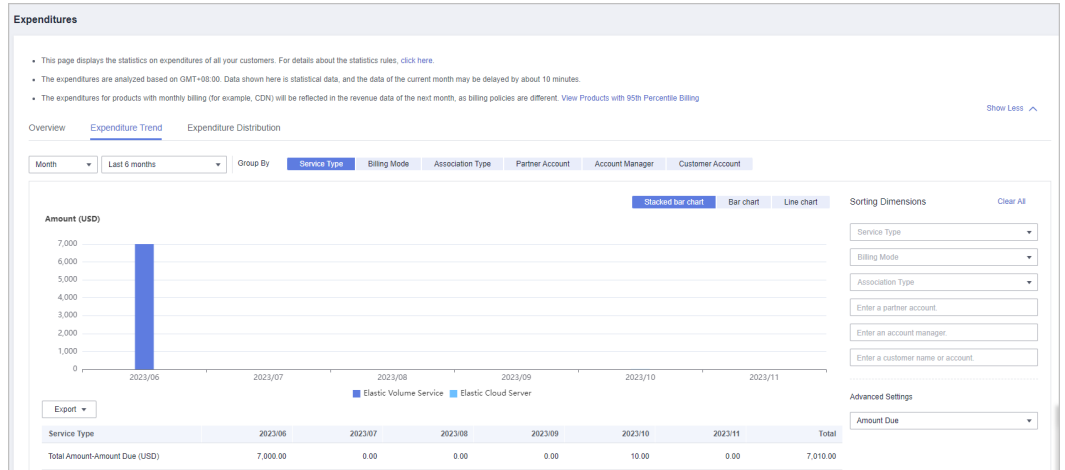 Expenditures
• This page displays the statistics on expenditures of all your customers. For details about the statistics rules, click here.
• The expenditures are analyzed based on GMT+08:00. Data shown here is statistical data, and the data of the current month may be delayed by about 10 minutes.
• The expenditures for products with monthly billing (for example, CDN) will be reflected in the revenue data of the next month, as billing policies are different. View Products with 95th Percentile Billing
Show Less
Overview Expenditure Trend Expenditure Distribution
Month Last 6 months Group By Service Type Billing Mode Association Type Partner Account Account Manager Customer Account
Stacked bar chart Bar chart Line chart
Sorting Dimensions Clear All
Amount (USD)
Service Type
Billing Mode
Association Type
Enter a partner account.
Enter an account manager.
Enter a customer name or account.
Advanced Settings
Amount Due
7,000
6,000
5,000
4,000
3,000
2,000
1,000
0
2023/06 2023/07 2023/08 2023/09 2023/10 2023/11
Elastic Volume Service Elastic Cloud Server
Export
Service Type 2023/06 2023/07 2023/08 2023/09 2023/10 2023/11 Total
Total Amount-Amount Due (USD) 7,000.00 0.00 0.00 0.00 10.00 0.00 7,010.00